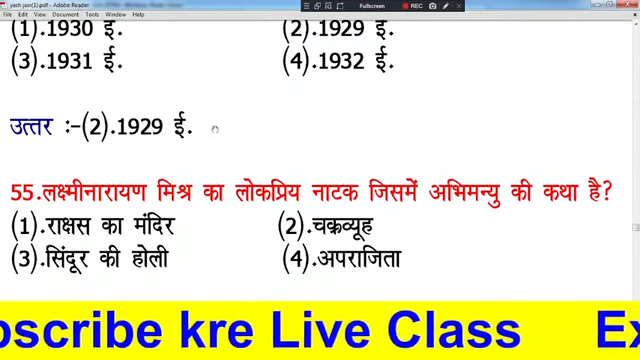 yash jain(1).pdf - Adobe Reader
File Edit View Document Tools Window Help
Fullscreen REC
(1).1930 ई. (2).1929 ई.
(3).1931 ई. (4).1932 ई.
उत्तर :-(2).1929 ई.
55.लक्ष्मीनारायण मिश्र का लोकप्रिय नाटक जिसमें अभिमन्यु की कथा है?
(1).राक्षस का मंदिर (2).चक्रव्यूह
(3).सिंदूर की होली (4).अपराजिता
bscribe kre Live Class Ex